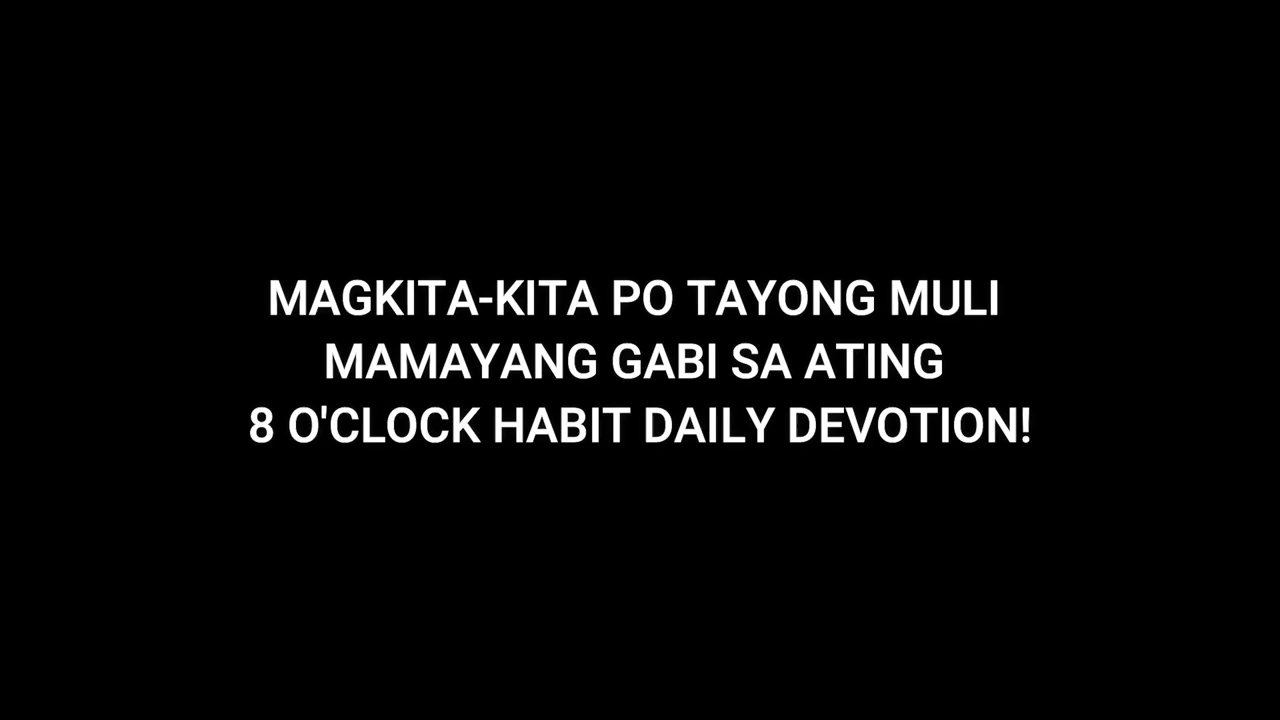 MAGKITA-KITA PO TAYONG MULI
MAMAYANG GABI SA ATING
8 O'CLOCK HABIT DAILY DEVOTION!